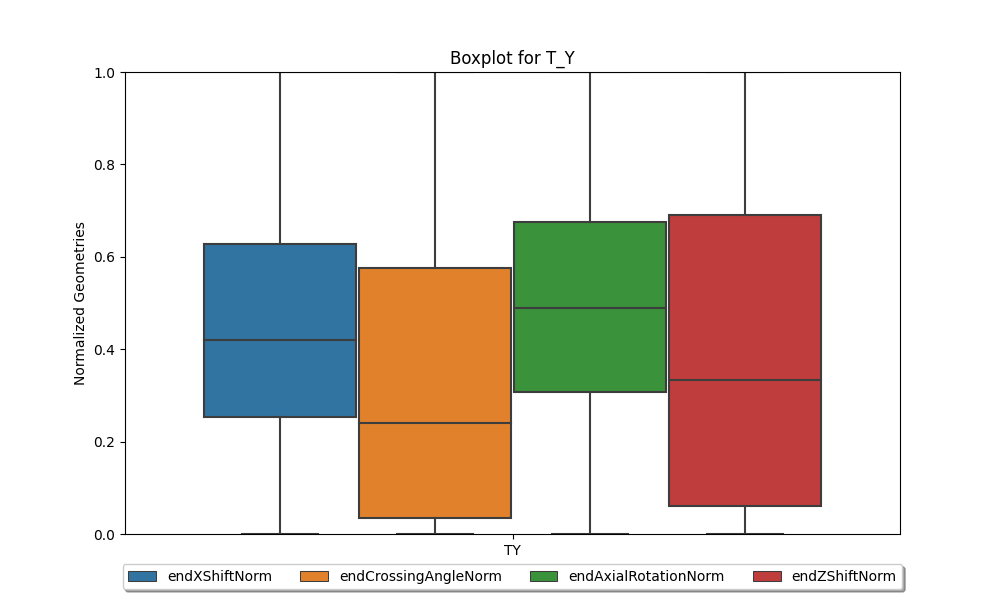 Boxplot for T_Y
Normalized Geometries
1.0
0.8
0.6
0.4
0.2
0.0
TY
endXShiftNorm endCrossingAngleNorm endAxialRotationNorm endZShiftNorm